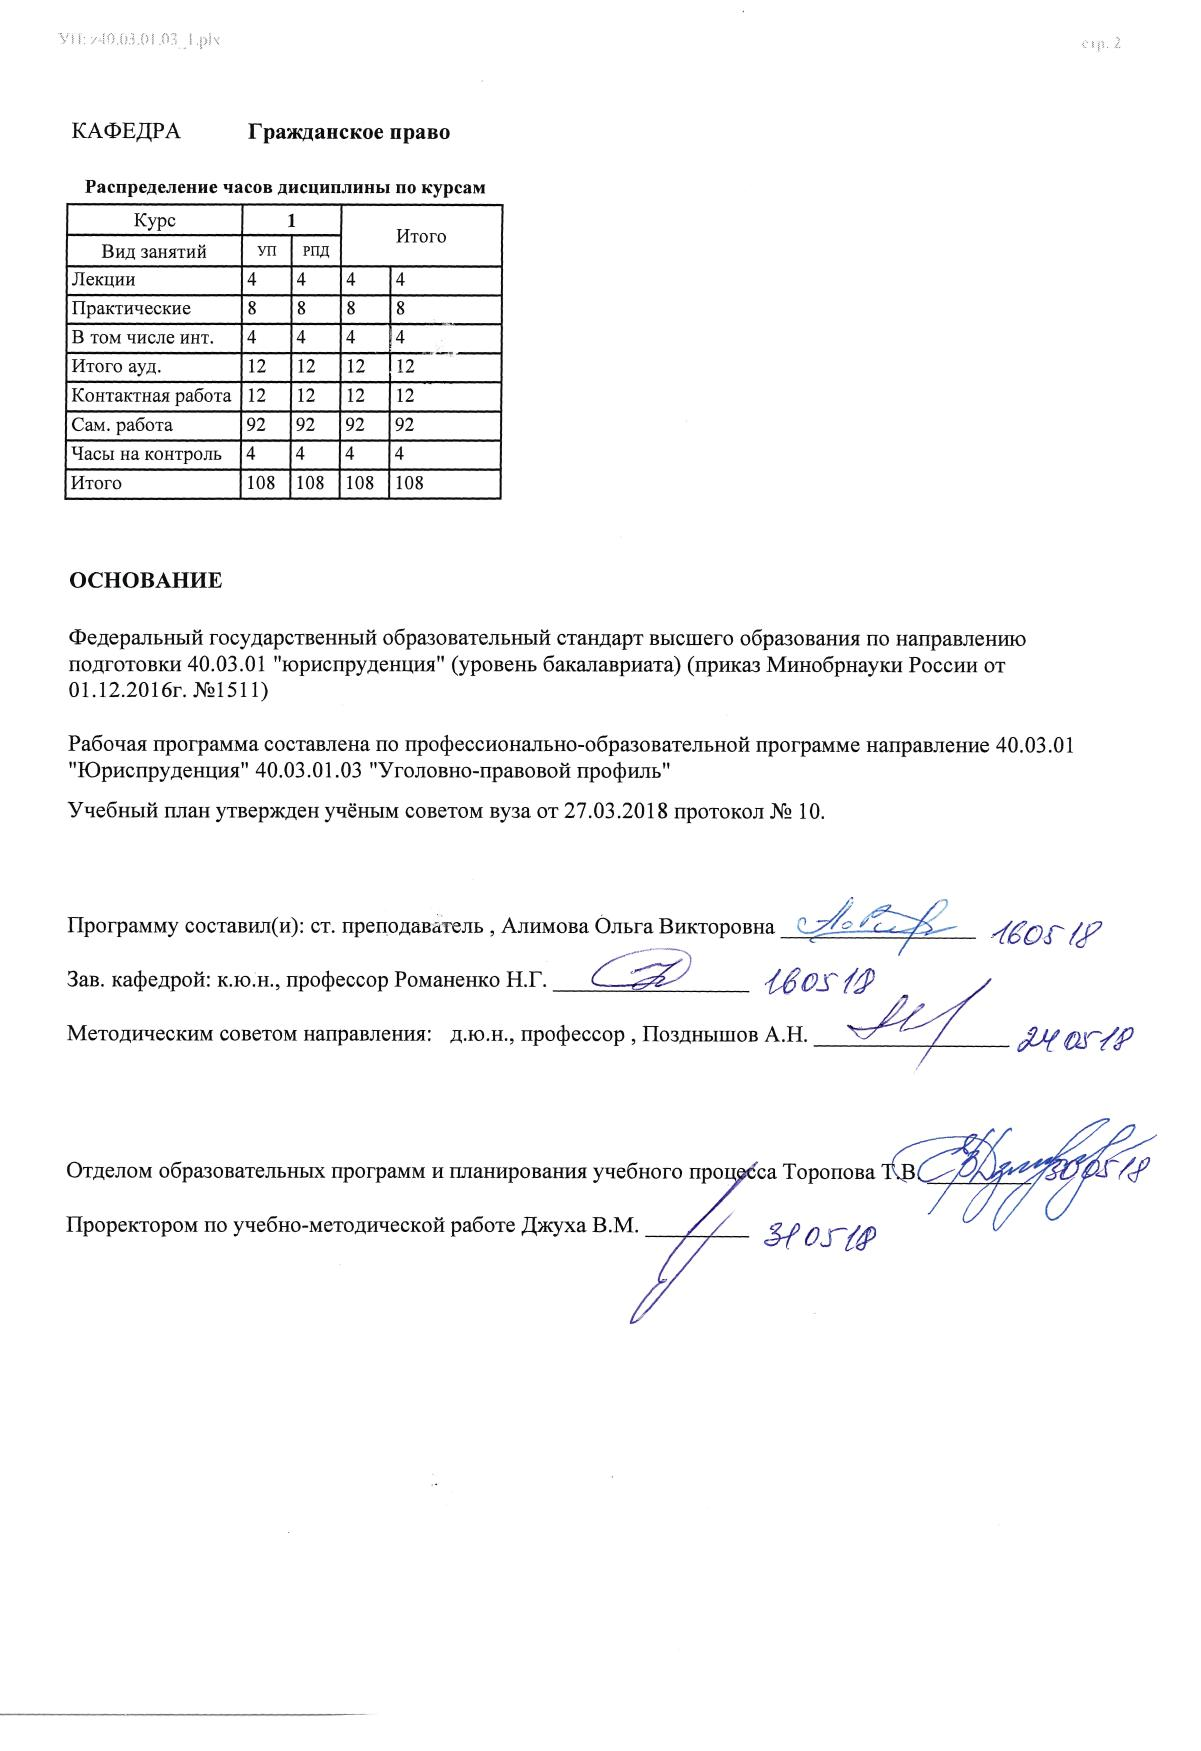 УП: z40.03.01.03_1.plx стр. 2
КАФЕДРА Гражданское право
Распределение часов дисциплины по курсам
Курс 1 Итого
Вид занятий УП РПД
Лекции 4 4 4 4
Практические 8 8 8 8
В том числе инт. 4 4 4 4
Итого ауд. 12 12 12 12
Контактная работа 12 12 12 12
Сам. работа 92 92 92 92
Часы на контроль 4 4 4 4
Итого 108 108 108 108
ОСНОВАНИЕ
Федеральный государственный образовательный стандарт высшего образования по направлению
подготовки 40.03.01 "юриспруденция" (уровень бакалавриата) (приказ Минобрнауки России от
01.12.2016г. №1511)
Рабочая программа составлена по профессионально-образовательной программе направление 40.03.01
"Юриспруденция" 40.03.01.03 "Уголовно-правовой профиль"
Учебный план утвержден учёным советом вуза от 27.03.2018 протокол № 10.
Программу составил(и): ст. преподаватель , Алимова Ольга Викторовна 160518
Зав. кафедрой: к.ю.н., профессор Романенко Н.Г. 160518
Методическим советом направления: д.ю.н., профессор , Позднышов А.Н. 240518
Отделом образовательных программ и планирования учебного процесса Торопова Т.В. 300518
Проректором по учебно-методической работе Джуха В.М. 310518